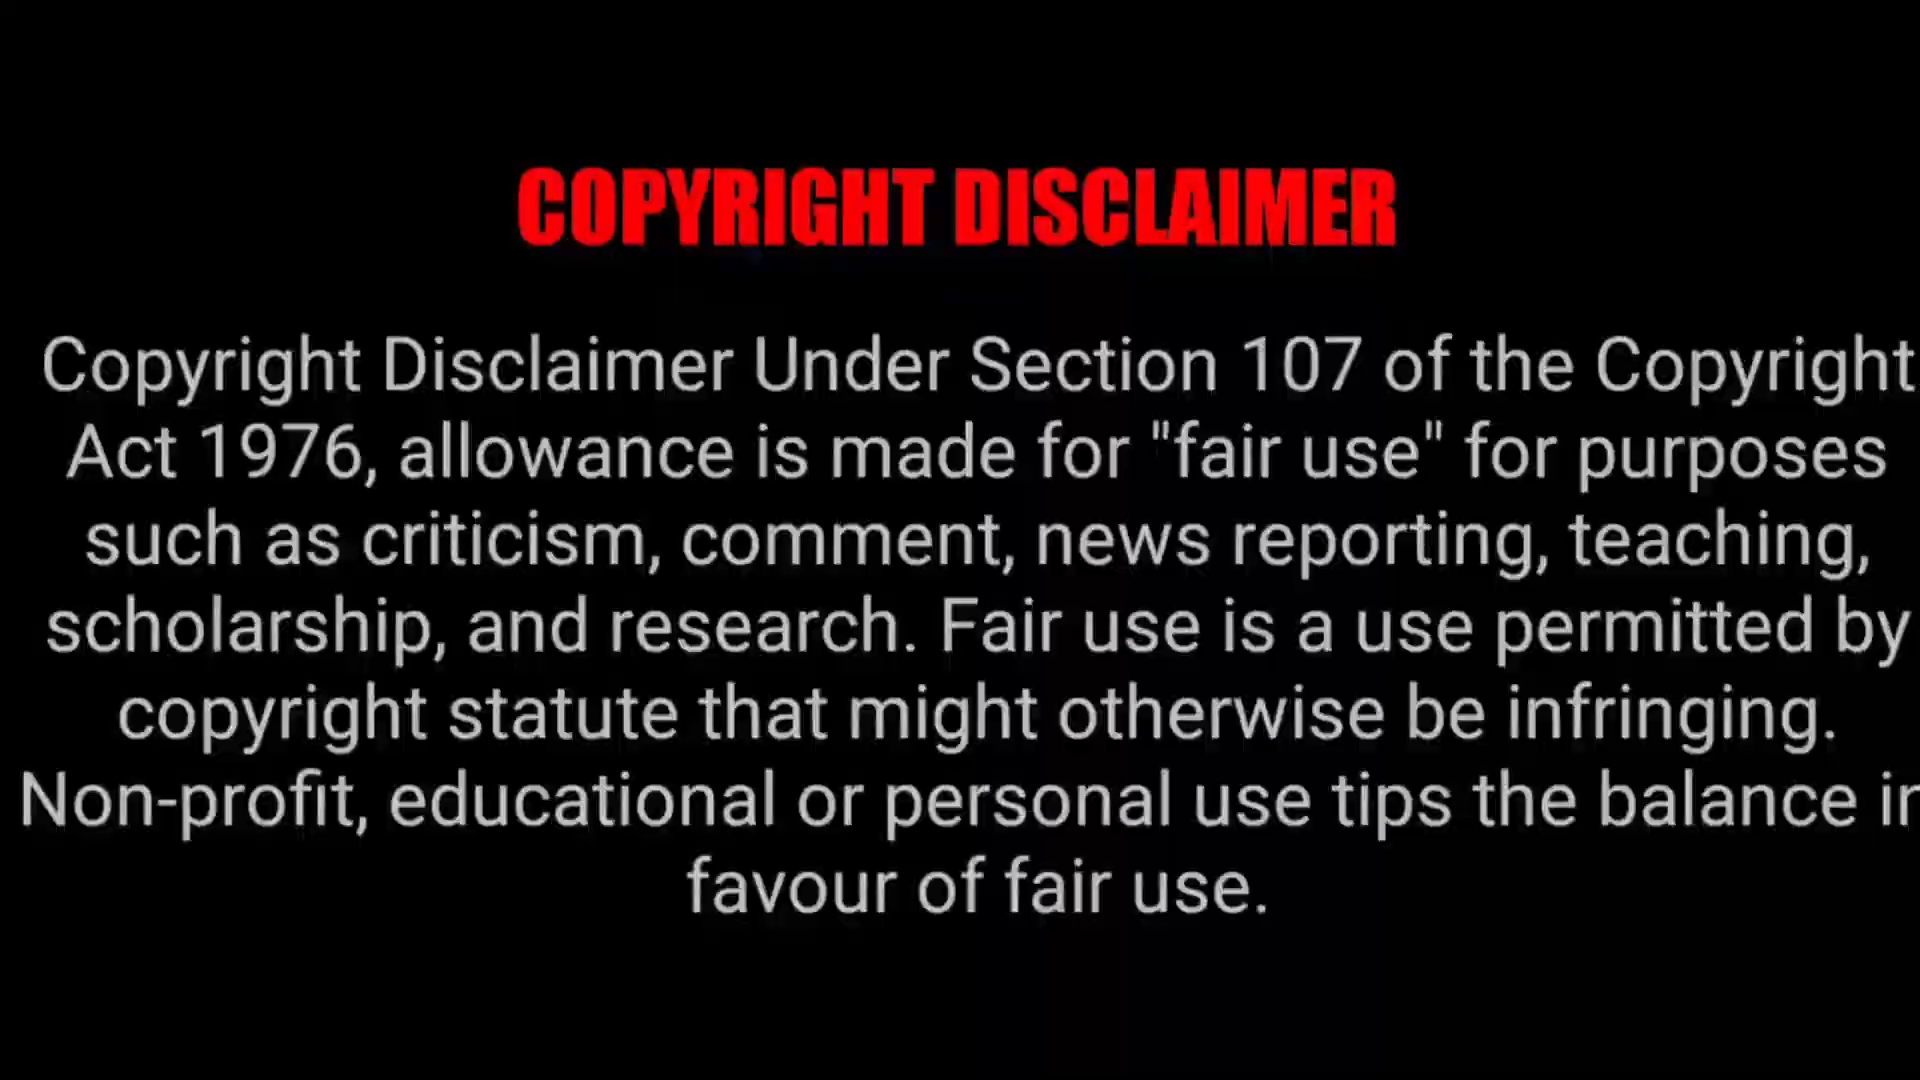 COPYRIGHT DISCLAIMER
Copyright Disclaimer Under Section 107 of the Copyright
Act 1976, allowance is made for "fair use" for purposes
such as criticism, comment, news reporting, teaching,
scholarship, and research. Fair use is a use permitted by
copyright statute that might otherwise be infringing.
Non-profit, educational or personal use tips the balance in
favour of fair use.